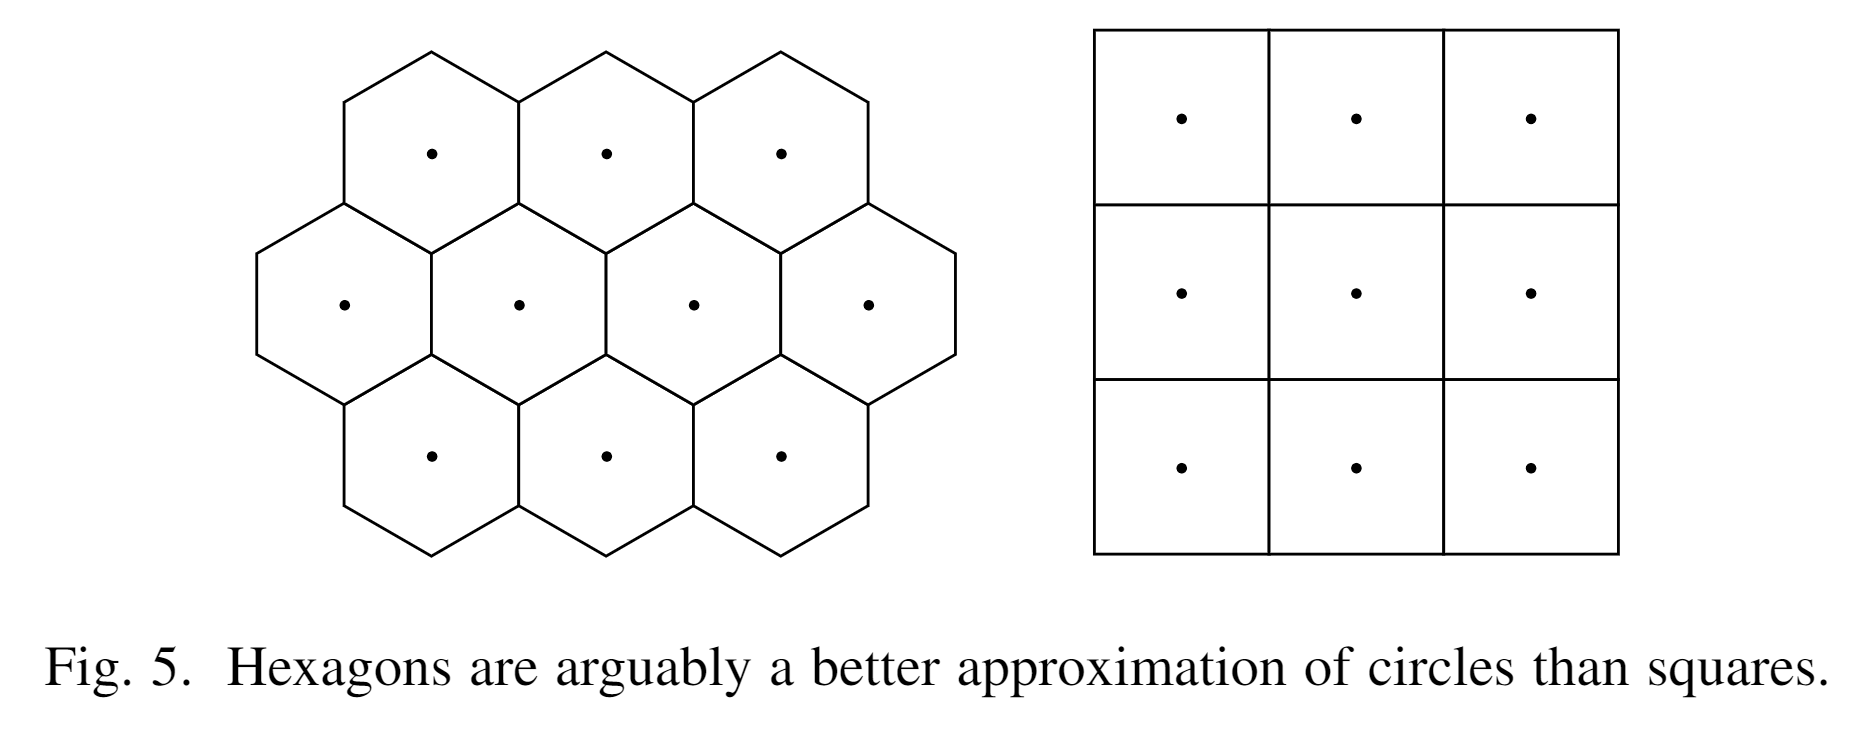 Fig. 5. Hexagons are arguably a better approximation of circles than squares.